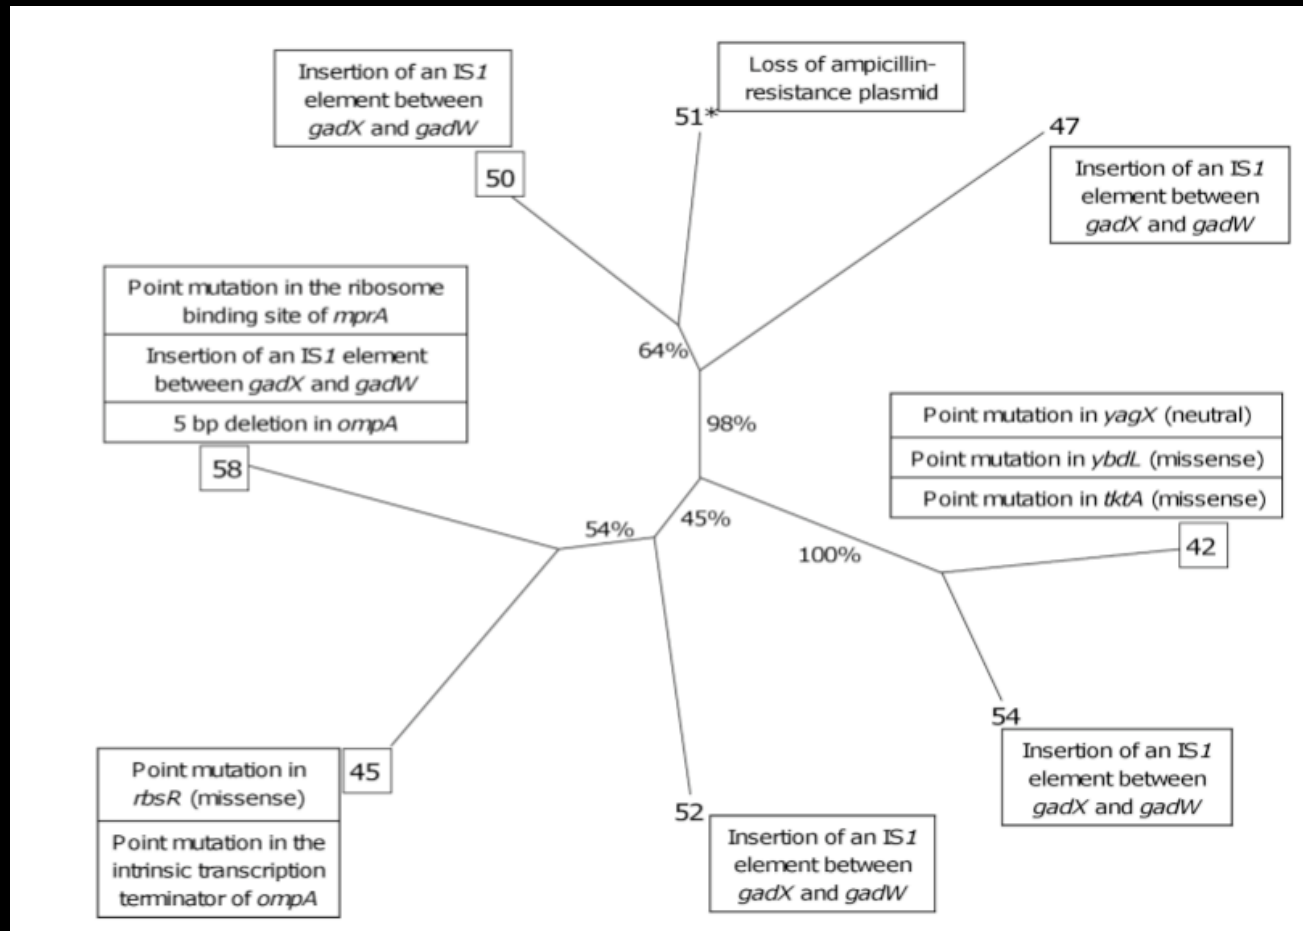 Insertion of an IS1
element between
gadX and gadW
50
Loss of ampicillin-
resistance plasmid
51*
47
Insertion of an IS1
element between
gadX and gadW
64%
98%
Point mutation in the ribosome
binding site of mprA
Insertion of an IS1 element
between gadX and gadW
5 bp deletion in ompA
58
54%
45%
100%
Point mutation in yagX (neutral)
Point mutation in ybdL (missense)
Point mutation in tktA (missense)
42
54
Insertion of an IS1
element between
gadX and gadW
Point mutation in
rbsR (missense)
Point mutation in the
intrinsic transcription
terminator of ompA
45
52
Insertion of an IS1
element between
gadX and gadW